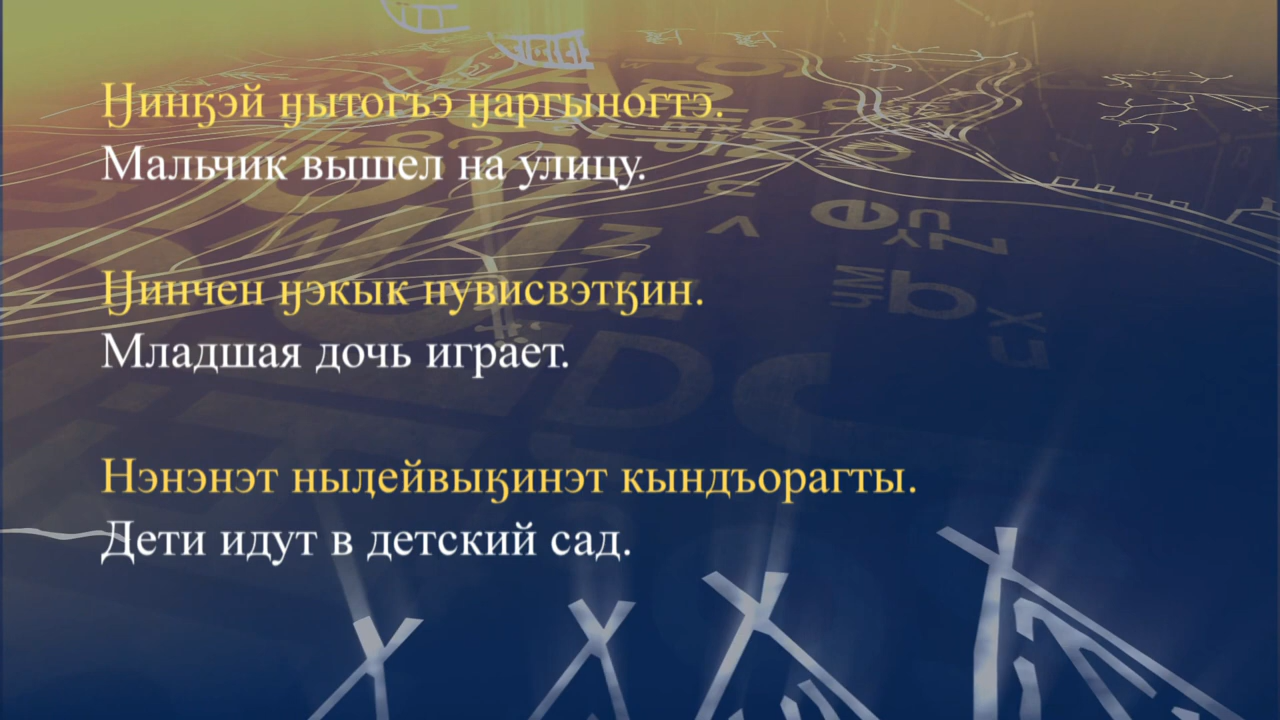 Ӈинӄэй ӈытогъэ ӈаргыногтэ.
Мальчик вышел на улицу.
Ӈинчен ӈэкык нувисвэтӄин.
Младшая дочь играет.
Нэнэнэт ныԓейвыӄинэт кындъорагты.
Дети идут в детский сад.